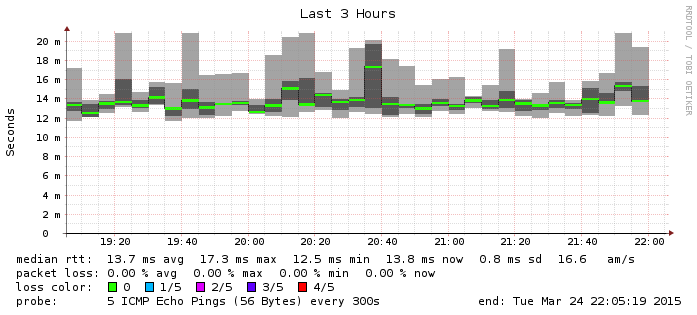 Last 3 Hours
RRDTOOL / TOBI OETIKER
Seconds
20 m
18 m
16 m
14 m
12 m
10 m
8 m
6 m
4 m
2 m
0
19:20 19:40 20:00 20:20 20:40 21:00 21:20 21:40 22:00
median rtt: 13.7 ms avg 17.3 ms max 12.5 ms min 13.8 ms now 0.8 ms sd 16.6 am/s
packet loss: 0.00 % avg 0.00 % max 0.00 % min 0.00 % now
loss color: 0 1/5 2/5 3/5 4/5
probe: 5 ICMP Echo Pings (56 Bytes) every 300s end: Tue Mar 24 22:05:19 2015